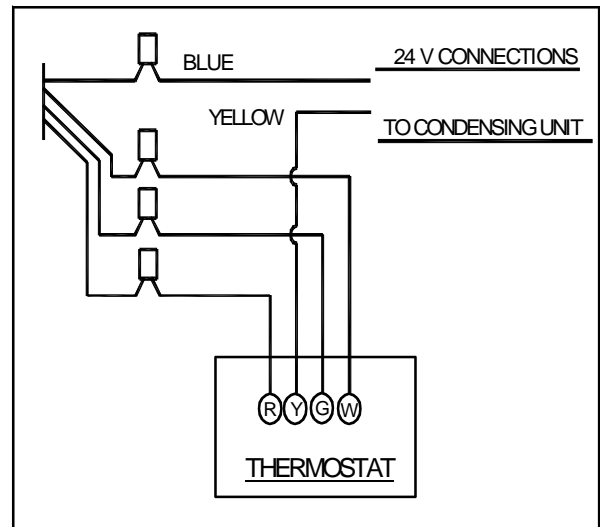 BLUE
24 V CONNECTIONS
YELLOW
TO CONDENSING UNIT
R Y G W
THERMOSTAT